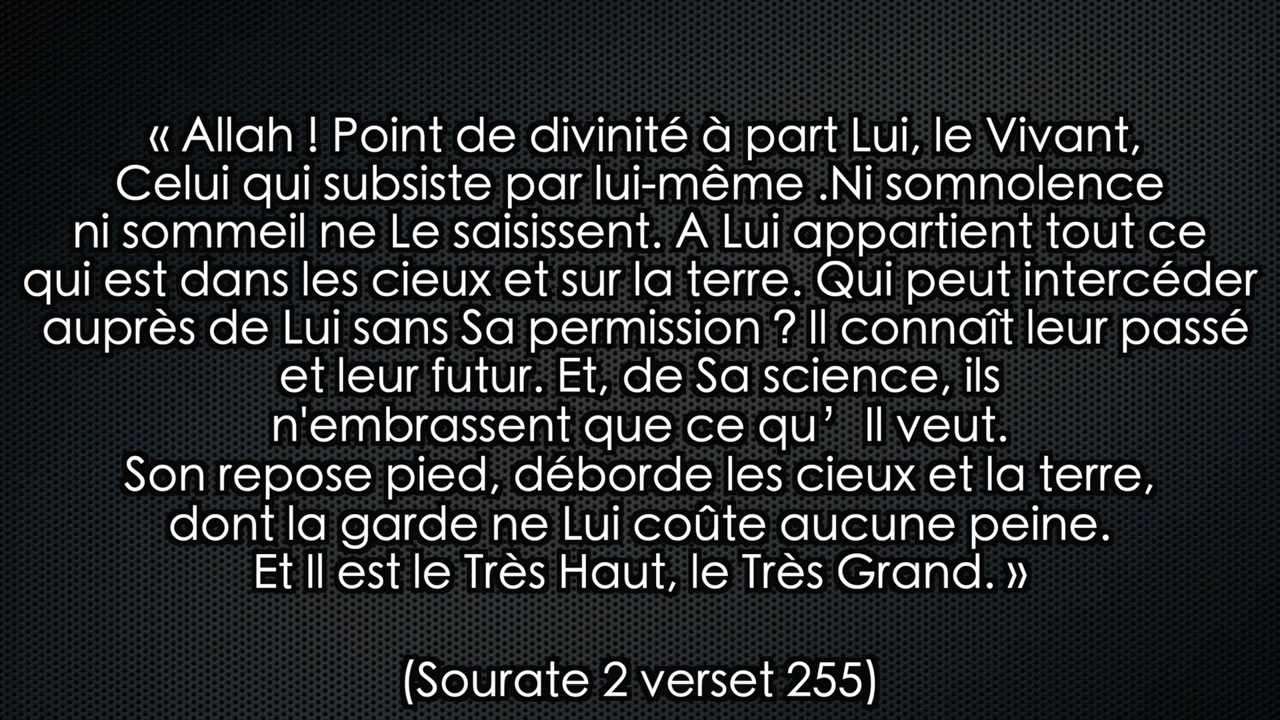 « Allah ! Point de divinité à part Lui, le Vivant,
Celui qui subsiste par lui-même .Ni somnolence
ni sommeil ne Le saisissent. A Lui appartient tout ce
qui est dans les cieux et sur la terre. Qui peut intercéder
auprès de Lui sans Sa permission ? Il connaît leur passé
et leur futur. Et, de Sa science, ils
n'embrassent que ce qu’ Il veut.
Son repose pied, déborde les cieux et la terre,
dont la garde ne Lui coûte aucune peine.
Et Il est le Très Haut, le Très Grand. »
(Sourate 2 verset 255)